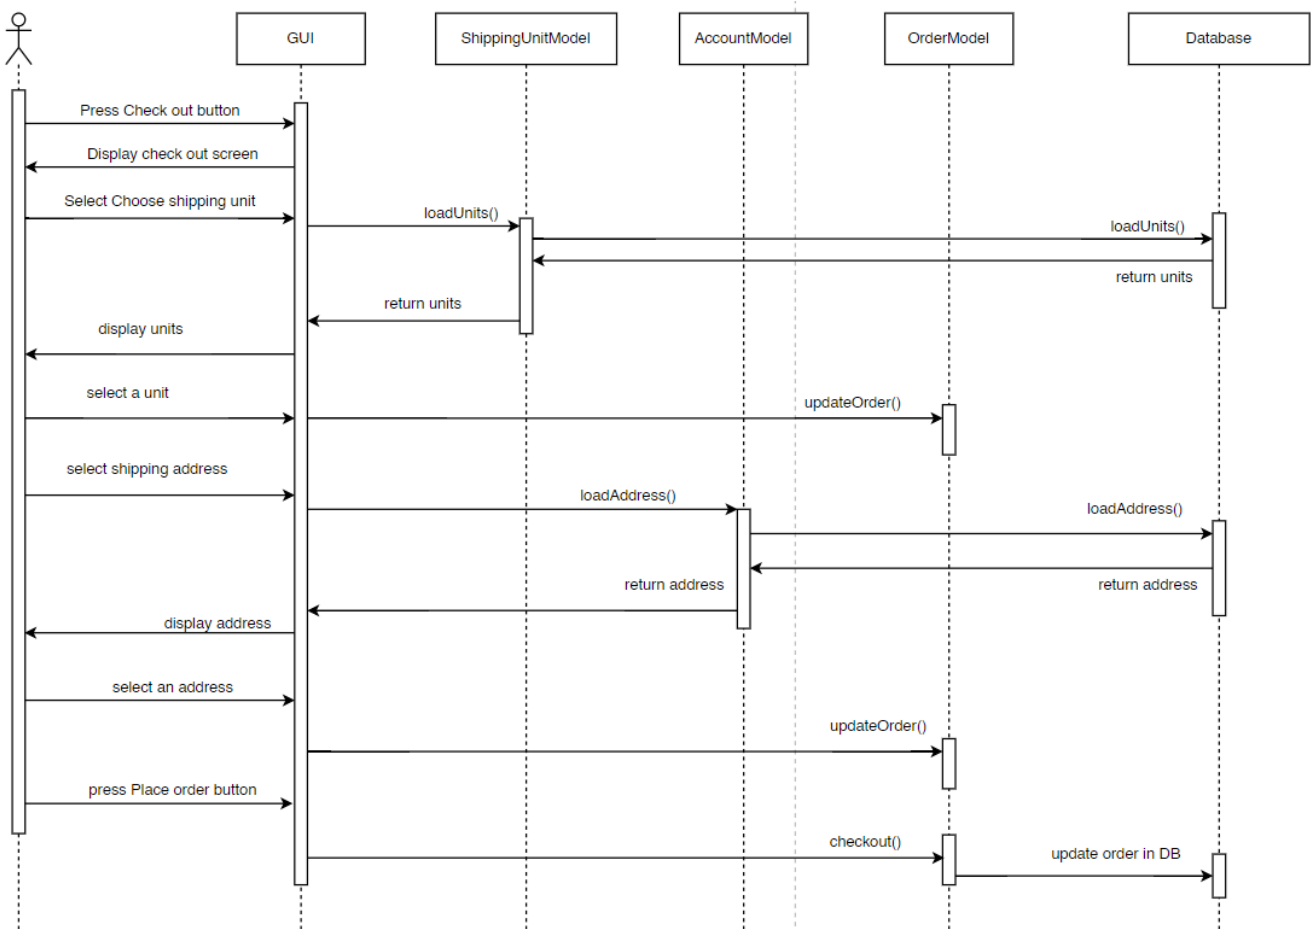 GUI
ShippingUnitModel
AccountModel
OrderModel
Database
Press Check out button
Display check out screen
Select Choose shipping unit
loadUnits()
loadUnits()
return units
return units
display units
select a unit
updateOrder()
select shipping address
loadAddress()
loadAddress()
return address
return address
display address
select an address
updateOrder()
press Place order button
checkout()
update order in DB